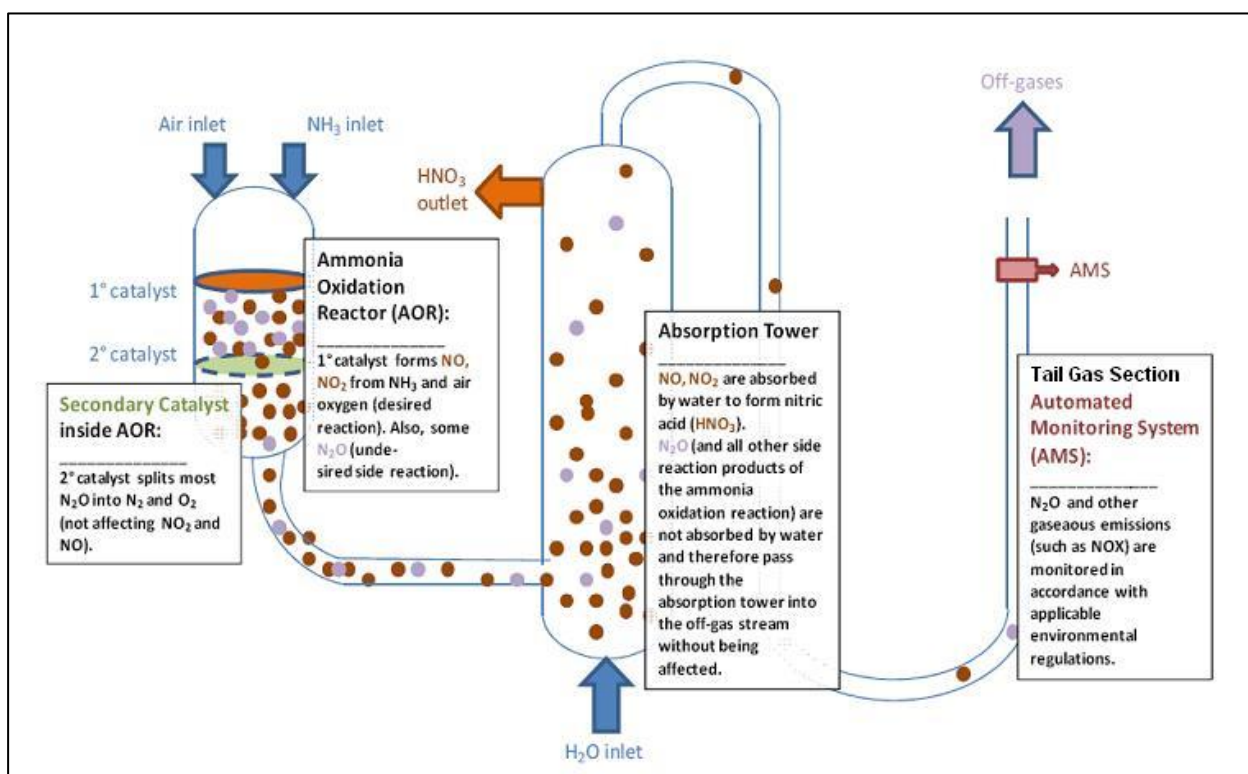 Air inlet
NH₃ inlet
1° catalyst
2° catalyst
Secondary Catalyst
inside AOR:
______________
2° catalyst splits most
N₂O into N₂ and O₂
(not affecting NO₂ and
NO).
Ammonia
Oxidation
Reactor (AOR):
______________
1° catalyst forms NO,
NO₂ from NH₃ and air
oxygen (desired
reaction). Also, some
N₂O (unde-
sired side reaction).
HNO₃
outlet
H₂O inlet
Absorption Tower
______________
NO, NO₂ are absorbed
by water to form nitric
acid (HNO₃).
N₂O (and all other side
reaction products of
the ammonia
oxidation reaction) are
not absorbed by water
and therefore pass
through the
absorption tower into
the off-gas stream
without being
affected.
Off-gases
AMS
Tail Gas Section
Automated
Monitoring System
(AMS):
______________
N₂O and other
gaseaous emissions
(such as NOX) are
monitored in
accordance with
applicable
environmental
regulations.